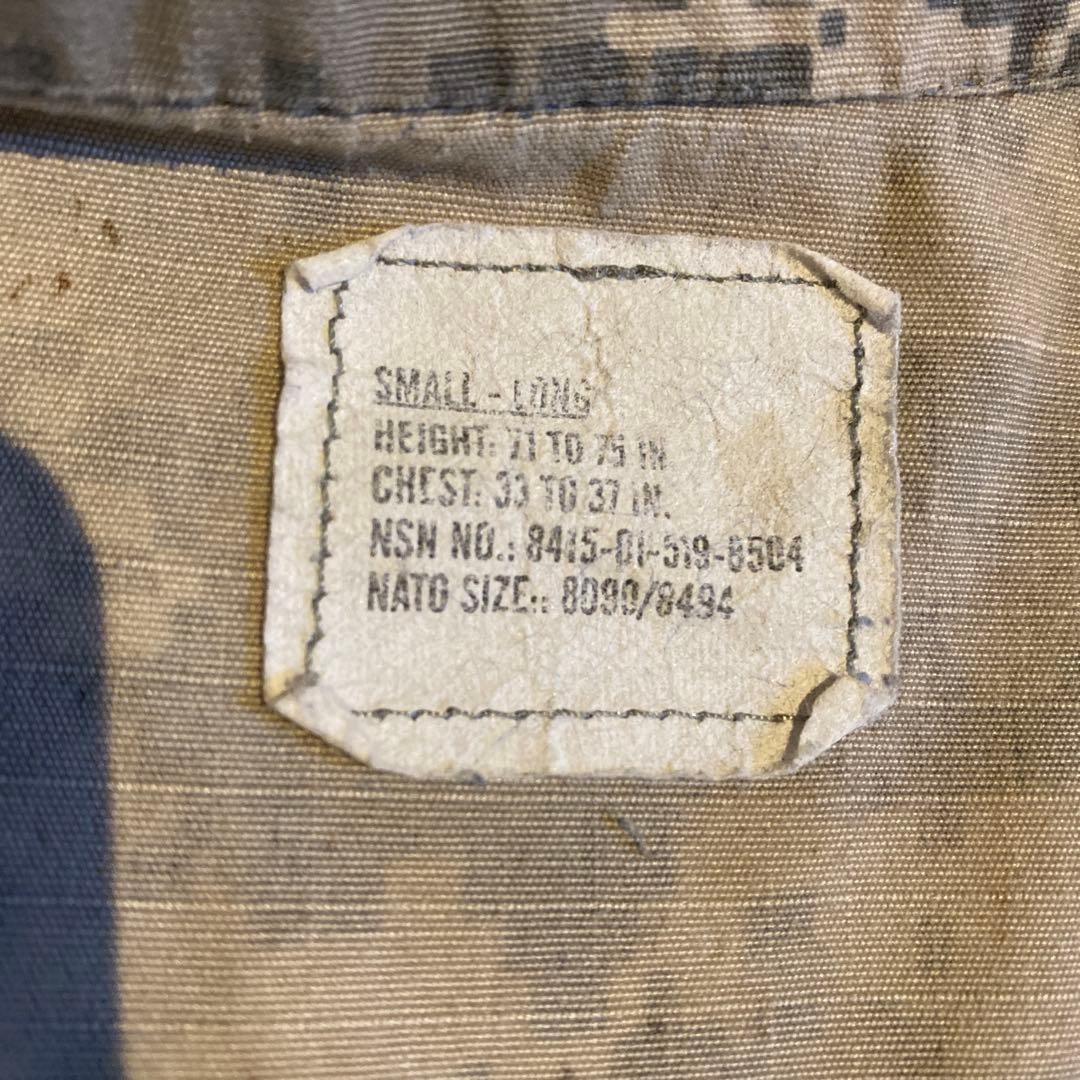 SMALL - LONG
HEIGHT: 71 TO 75 IN.
CHEST: 33 TO 37 IN.
NSN NO.: 8415-01-519-8504
NATO SIZE:: 8090/8494